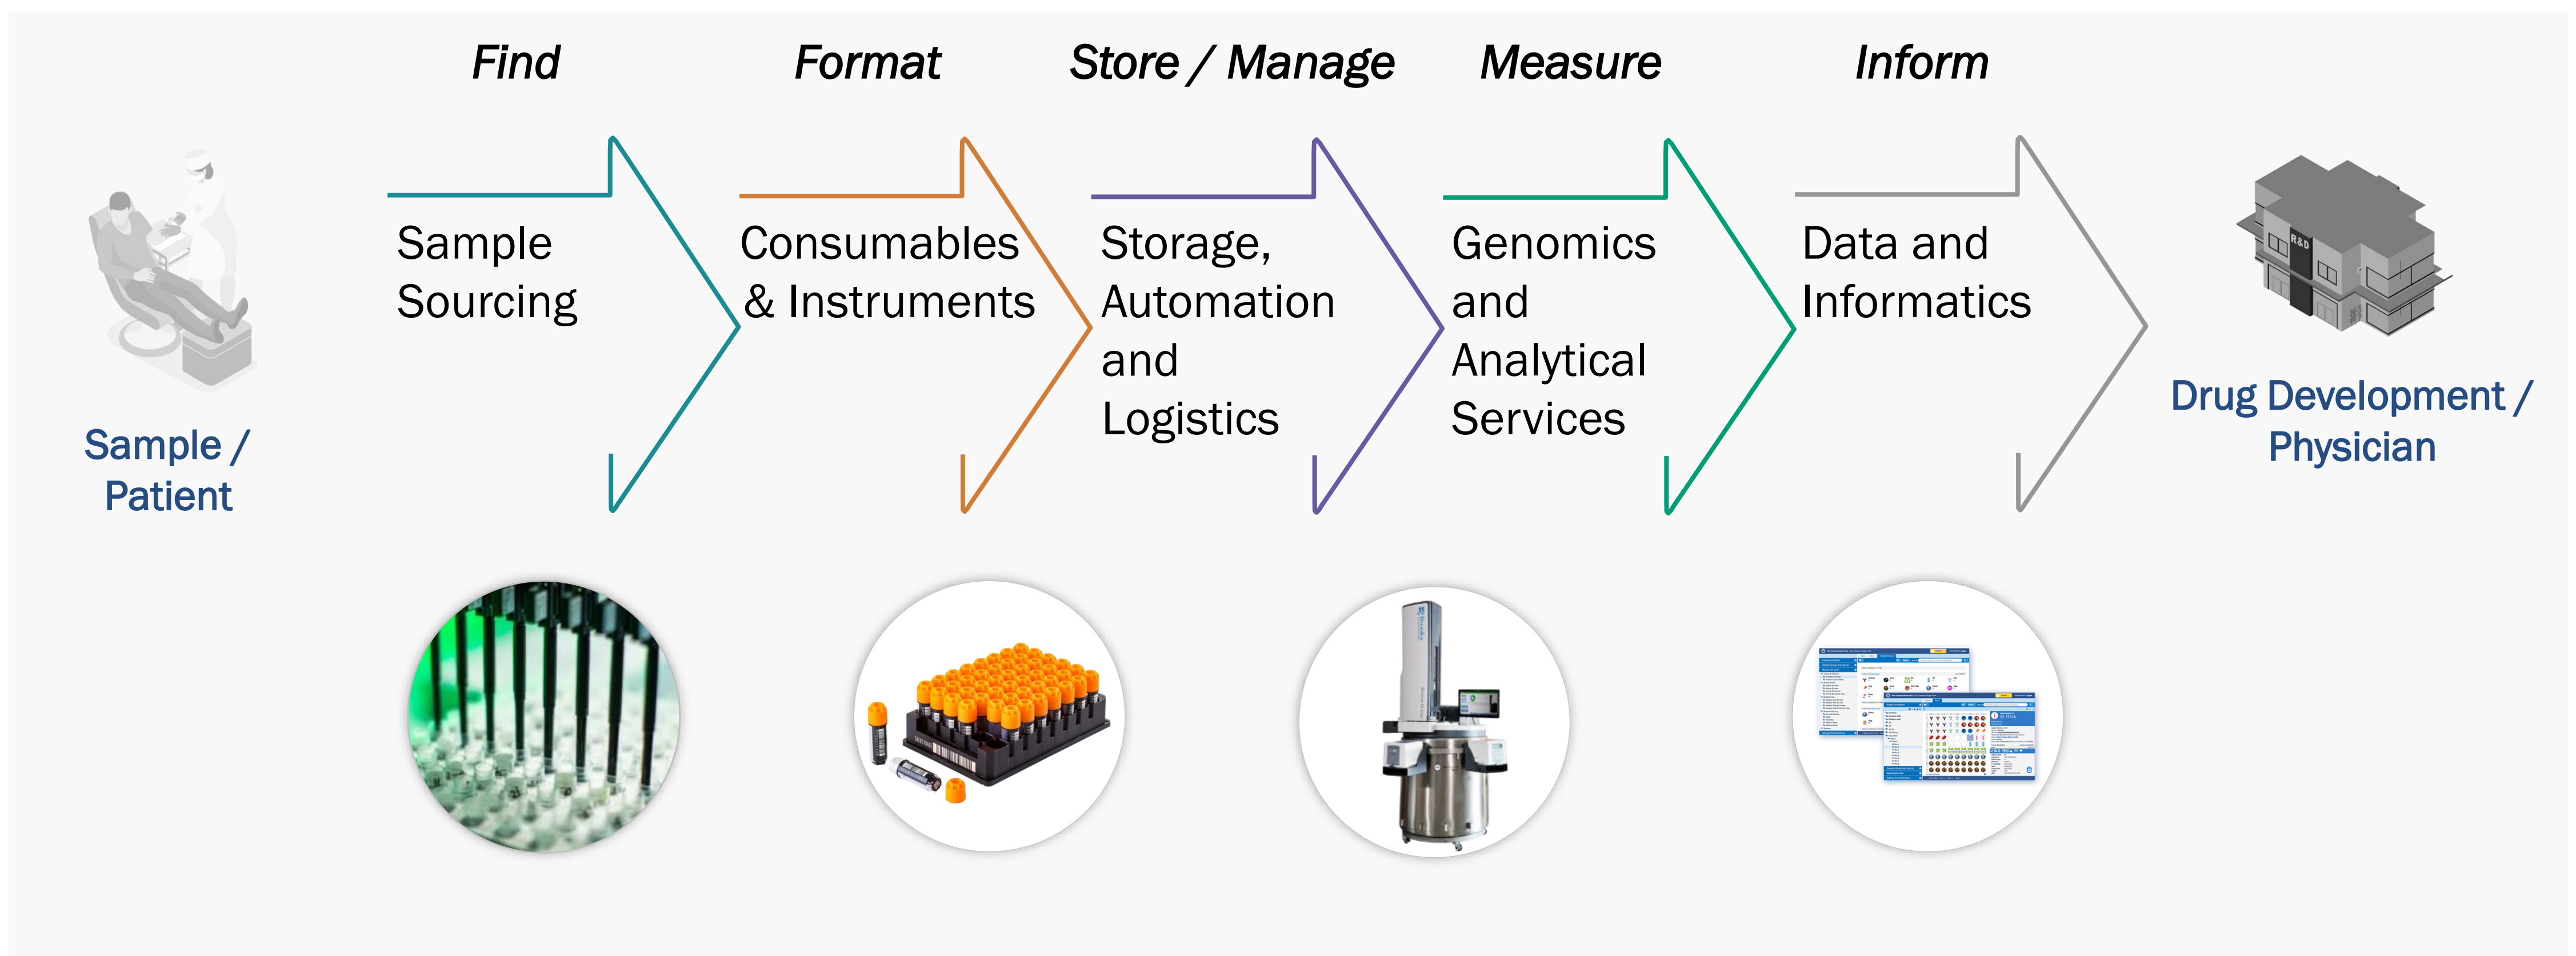 Find
Format
Store / Manage
Measure
Inform
Sample
Sourcing
Consumables
& Instruments
Storage,
Automation
and
Logistics
Genomics
and
Analytical
Services
Data and
Informatics
Sample /
Patient
R&D
Drug Development /
Physician
Brooks